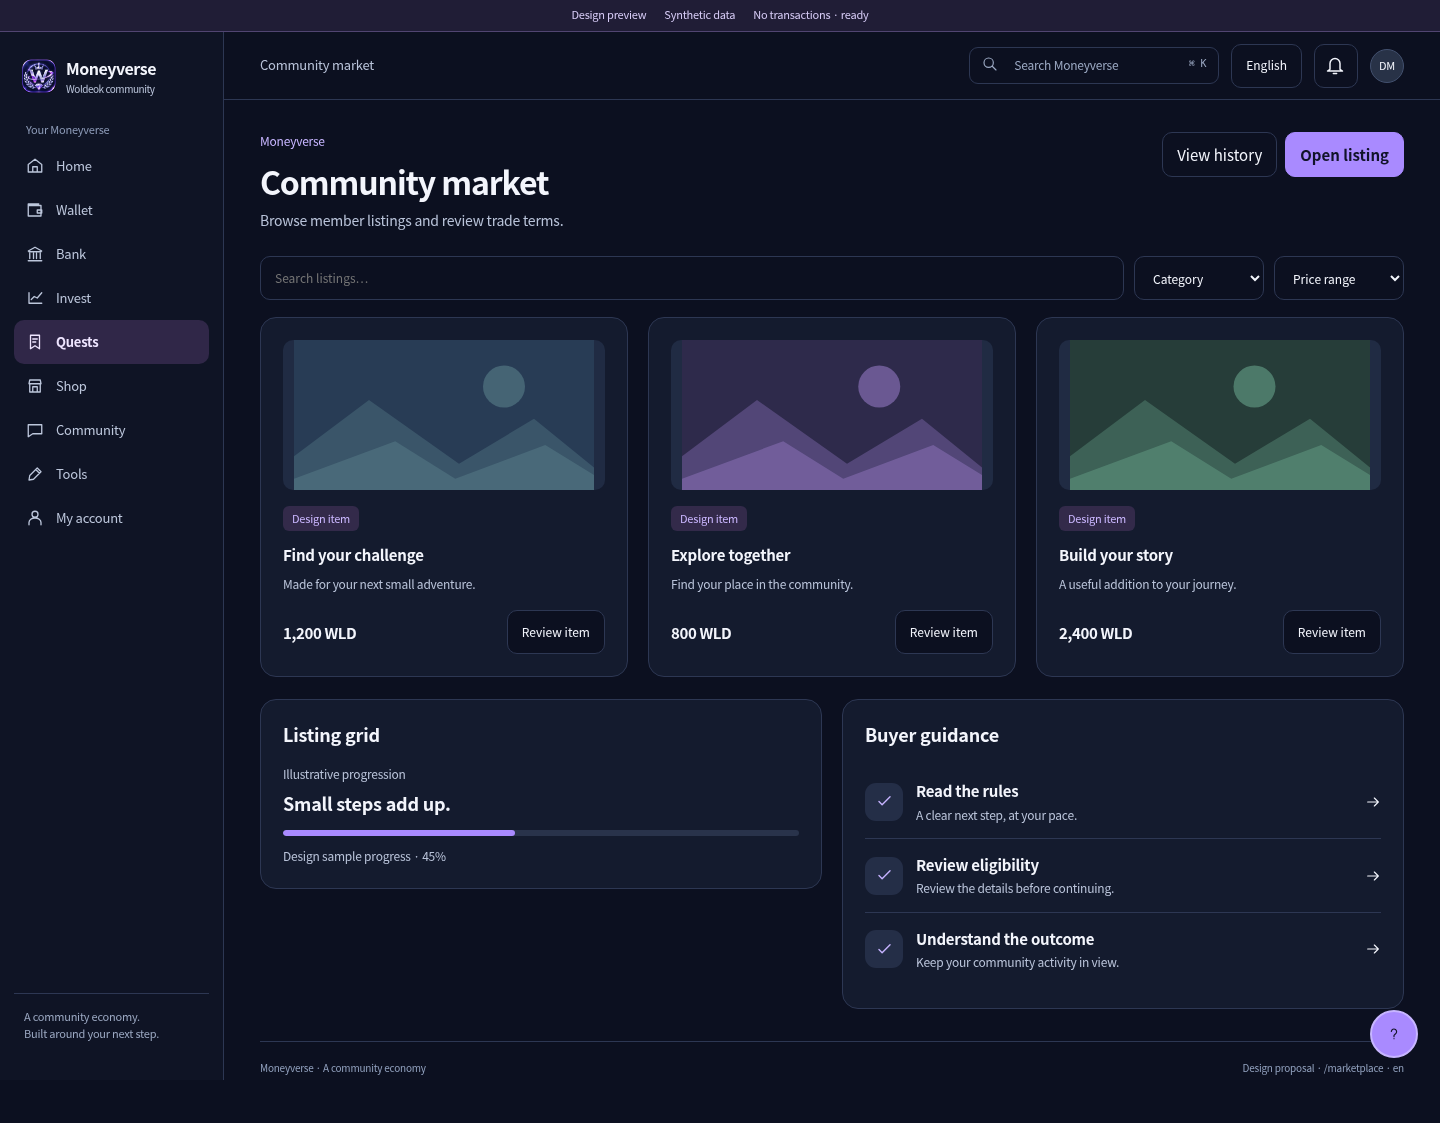 Design preview Synthetic data No transactions · ready
Moneyverse
Woldeok community
Your Moneyverse
Home
Wallet
Bank
Invest
Quests
Shop
Community
Tools
My account
A community economy.
Built around your next step.
Community market
Search Moneyverse ⌘ K
English
DM
Moneyverse
Community market
Browse member listings and review trade terms.
View history
Open listing
Search listings…
Category
Price range
Design item
Find your challenge
Made for your next small adventure.
1,200 WLD
Review item
Design item
Explore together
Find your place in the community.
800 WLD
Review item
Design item
Build your story
A useful addition to your journey.
2,400 WLD
Review item
Listing grid
Illustrative progression
Small steps add up.
Design sample progress · 45%
Buyer guidance
Read the rules
A clear next step, at your pace.
Review eligibility
Review the details before continuing.
Understand the outcome
Keep your community activity in view.
?
Moneyverse · A community economy
Design proposal · /marketplace · en